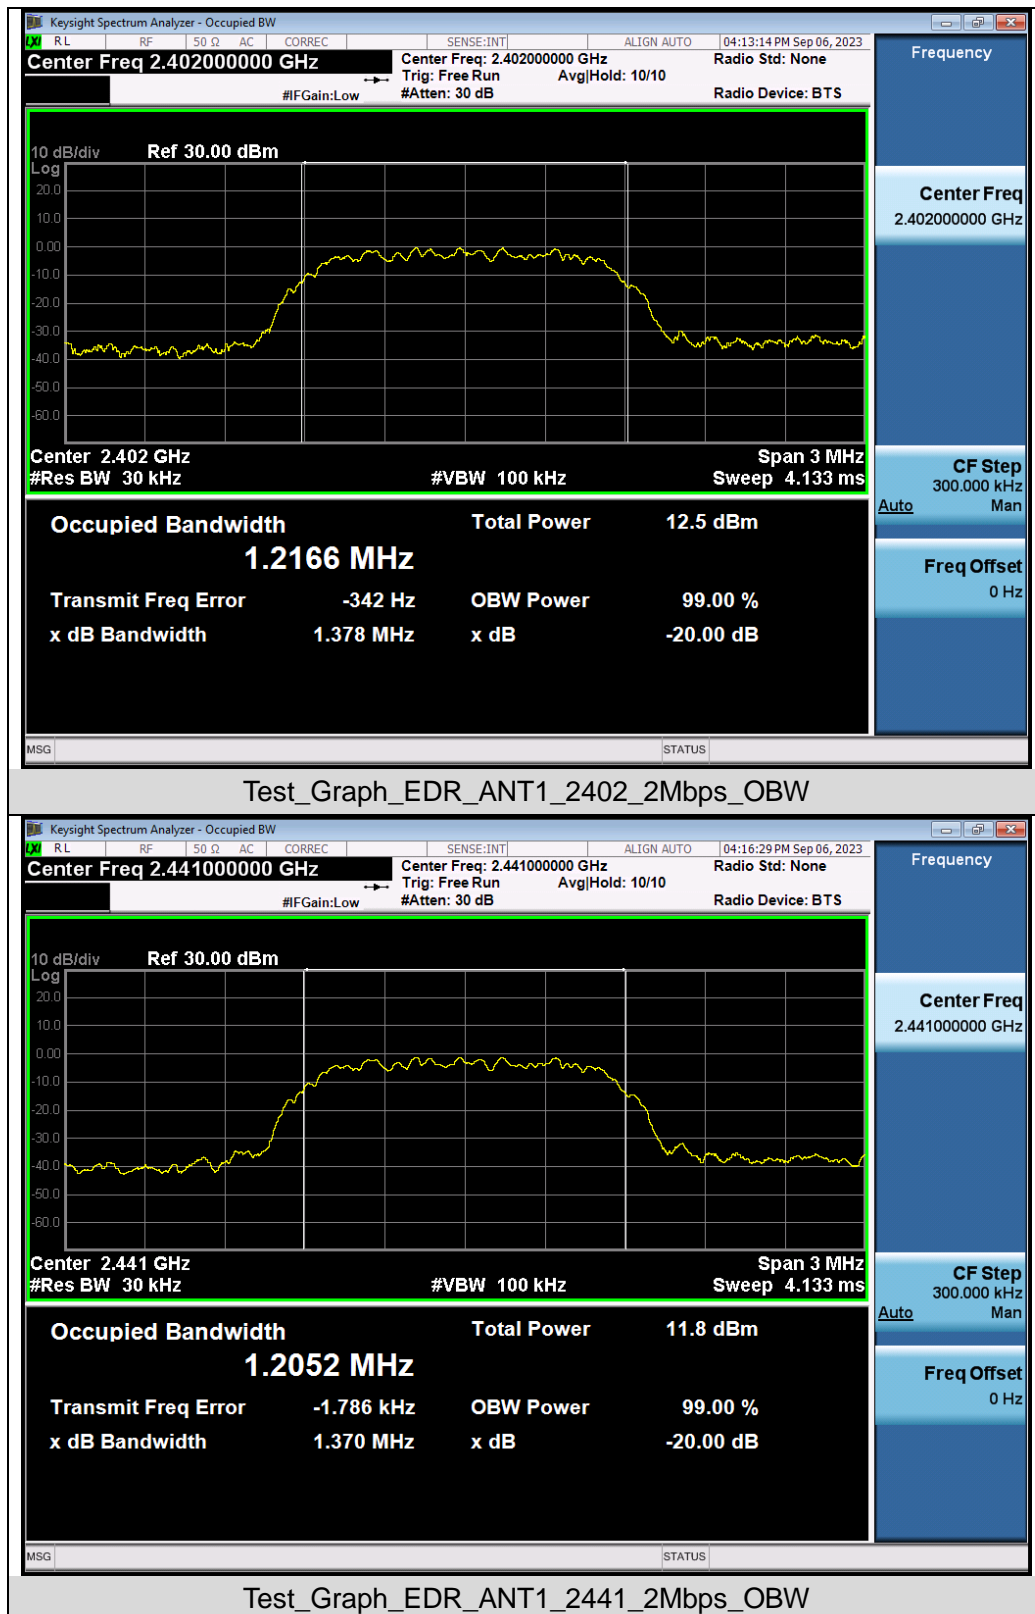 Keysight Spectrum Analyzer - Occupied BW
LXI RL RF 50 Ω AC CORREC SENSE:INT ALIGN AUTO 04:13:14 PM Sep 06, 2023
Center Freq 2.402000000 GHz
Center Freq: 2.402000000 GHz Radio Std: None
Trig: Free Run Avg|Hold: 10/10
#IFGain:Low #Atten: 30 dB Radio Device: BTS
Frequency
10 dB/div Ref 30.00 dBm
Log
20.0
10.0
0.00
-10.0
-20.0
-30.0
-40.0
-50.0
-60.0
Center 2.402 GHz Span 3 MHz
#Res BW 30 kHz #VBW 100 kHz Sweep 4.133 ms
Center Freq
2.402000000 GHz
CF Step
300.000 kHz
Auto Man
Freq Offset
0 Hz
Occupied Bandwidth Total Power 12.5 dBm
1.2166 MHz
Transmit Freq Error -342 Hz OBW Power 99.00 %
x dB Bandwidth 1.378 MHz x dB -20.00 dB
MSG STATUS
Test_Graph_EDR_ANT1_2402_2Mbps_OBW
Keysight Spectrum Analyzer - Occupied BW
LXI RL RF 50 Ω AC CORREC SENSE:INT ALIGN AUTO 04:16:29 PM Sep 06, 2023
Center Freq 2.441000000 GHz
Center Freq: 2.441000000 GHz Radio Std: None
Trig: Free Run Avg|Hold: 10/10
#IFGain:Low #Atten: 30 dB Radio Device: BTS
Frequency
10 dB/div Ref 30.00 dBm
Log
20.0
10.0
0.00
-10.0
-20.0
-30.0
-40.0
-50.0
-60.0
Center 2.441 GHz Span 3 MHz
#Res BW 30 kHz #VBW 100 kHz Sweep 4.133 ms
Center Freq
2.441000000 GHz
CF Step
300.000 kHz
Auto Man
Freq Offset
0 Hz
Occupied Bandwidth Total Power 11.8 dBm
1.2052 MHz
Transmit Freq Error -1.786 kHz OBW Power 99.00 %
x dB Bandwidth 1.370 MHz x dB -20.00 dB
MSG STATUS
Test_Graph_EDR_ANT1_2441_2Mbps_OBW